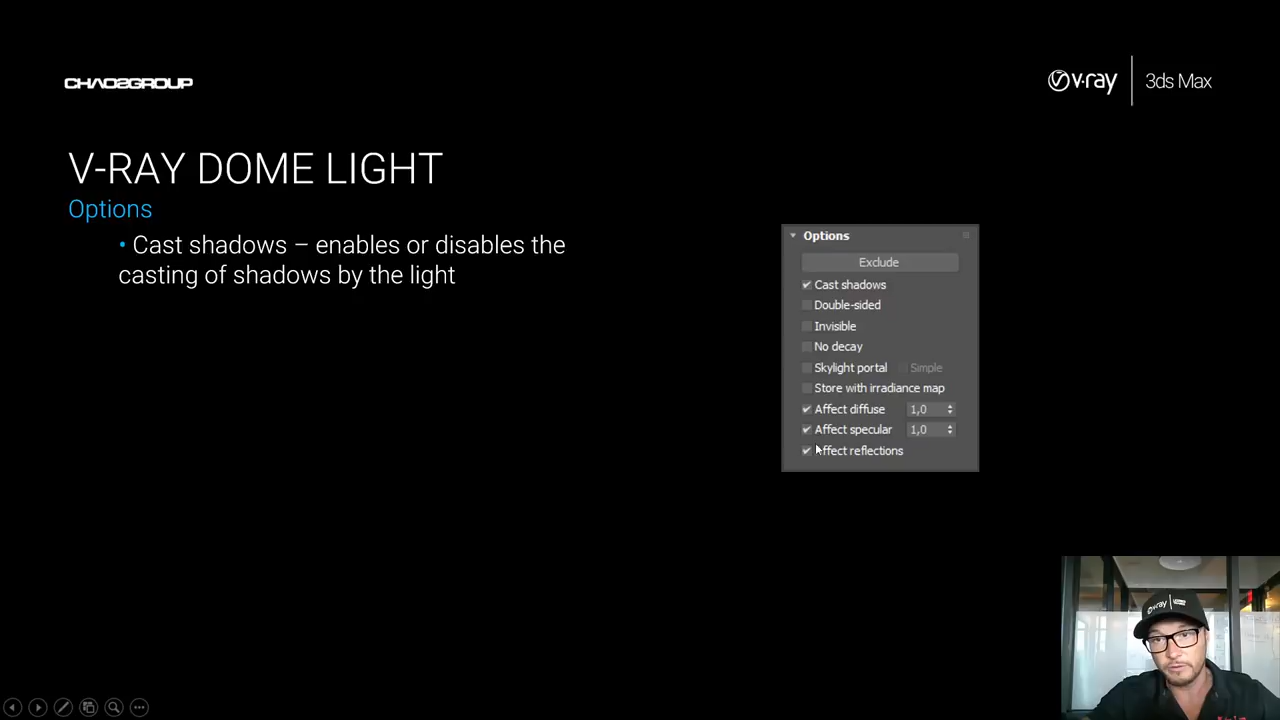 CHAOSGROUP
v·ray | 3ds Max
V-RAY DOME LIGHT
Options
• Cast shadows – enables or disables the
casting of shadows by the light
Options
Exclude
Cast shadows
Double-sided
Invisible
No decay
Skylight portal Simple
Store with irradiance map
Affect diffuse 1,0
Affect specular 1,0
Affect reflections
v·ray